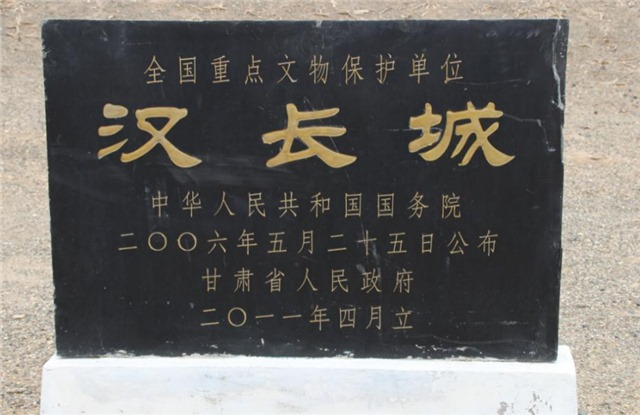 全国重点文物保护单位
汉长城
中华人民共和国国务院
二〇〇六年五月二十五日公布
甘肃省人民政府
二〇一一年四月立